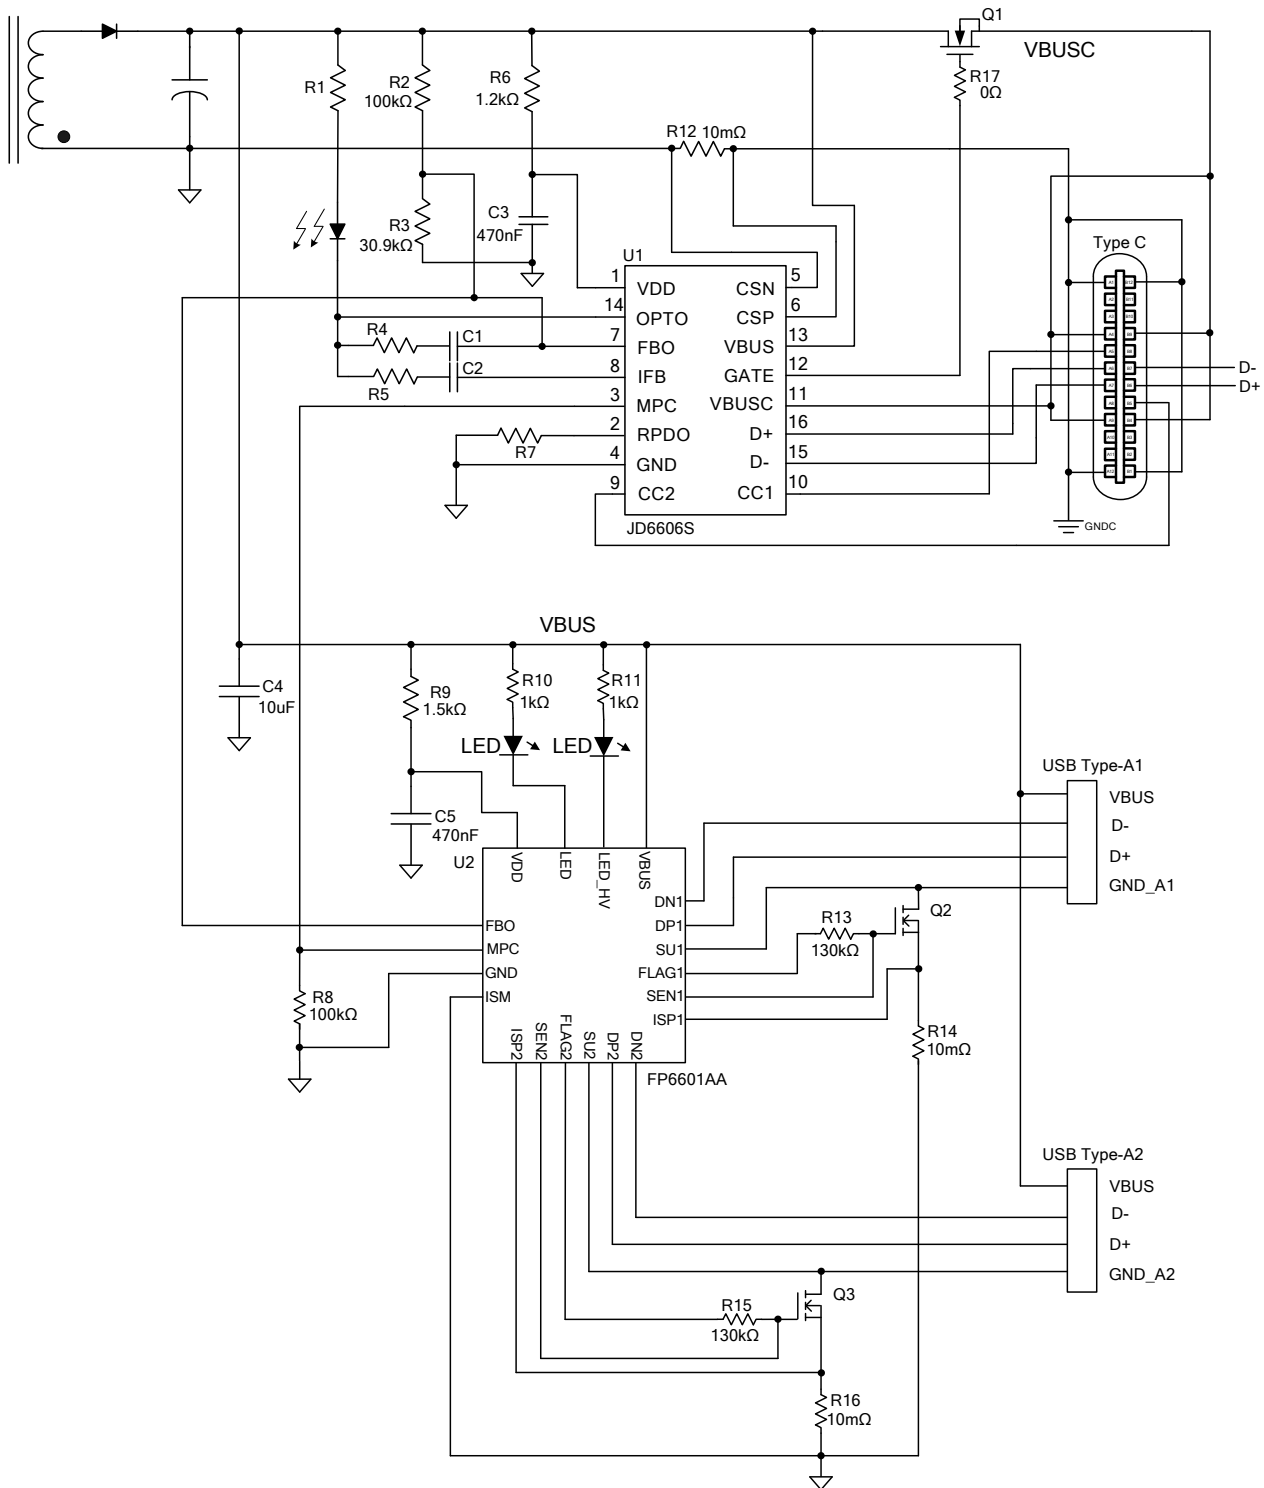 Q1
VBUSC
R1
R2
100kΩ
R6
1.2kΩ
R17
0Ω
R12 10mΩ
R3
30.9kΩ
C3
470nF
Type C
U1
1
VDD
14
OPTO
7
FBO
8
IFB
3
MPC
2
RPDO
4
GND
9
CC2
5
CSN
6
CSP
13
VBUS
12
GATE
11
VBUSC
16
D+
15
D-
10
CC1
R4
C1
R5
C2
R7
D-
D+
GNDC
JD6606S
VBUS
C4
10uF
R9
1.5kΩ
R10
1kΩ
R11
1kΩ
LED
LED
C5
470nF
USB Type-A1
VBUS
D-
D+
GND_A1
U2
VDD
LED
LED_HV
VBUS
DN1
DP1
SU1
FLAG1
SEN1
ISP1
FBO
MPC
GND
ISM
ISP2
SEN2
FLAG2
SU2
DP2
DN2
FP6601AA
R13
130kΩ
Q2
R8
100kΩ
R14
10mΩ
USB Type-A2
VBUS
D-
D+
GND_A2
Q3
R15
130kΩ
R16
10mΩ